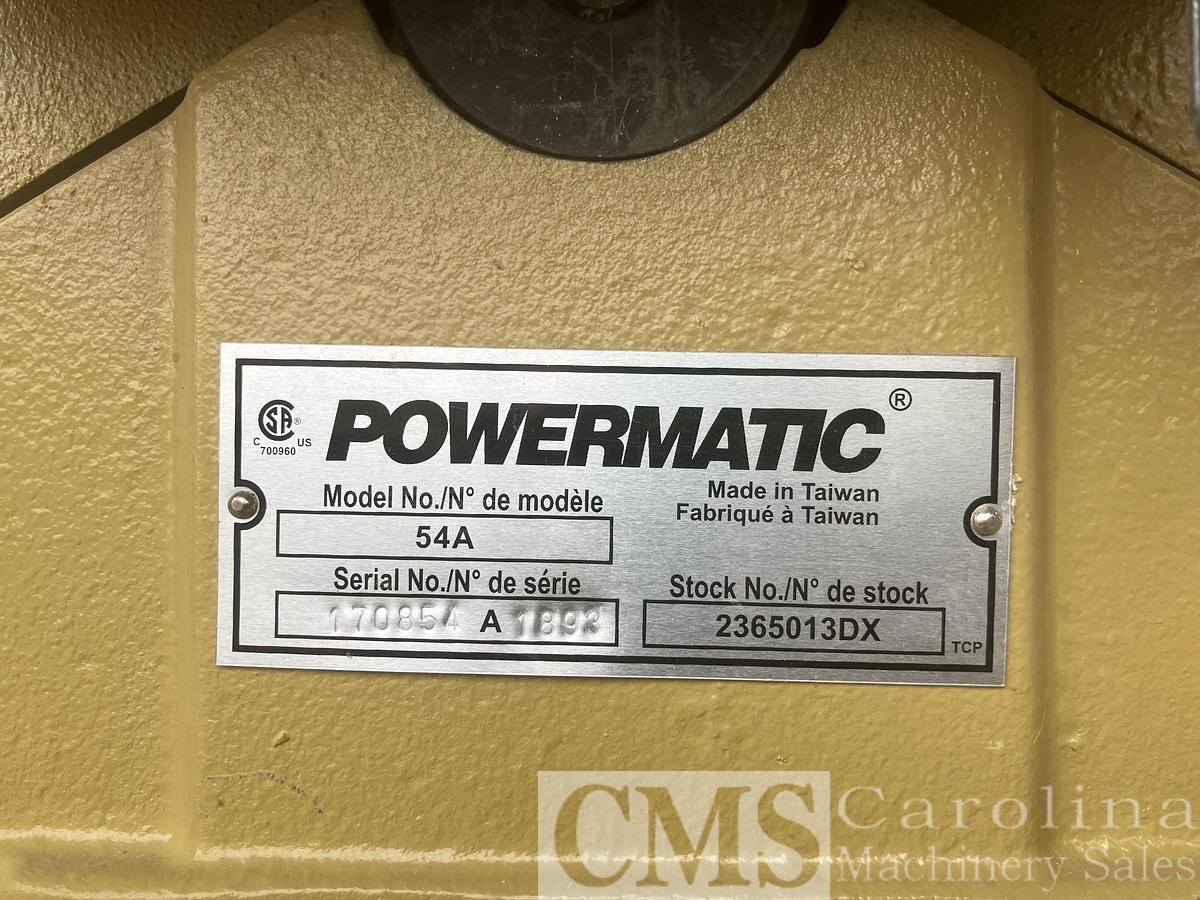 SA ®
C US
700960
POWERMATIC ®
Made in Taiwan
Fabriqué à Taiwan
Model No./N° de modèle
54A
Serial No./N° de série
170854 A 1893
Stock No./N° de stock
2365013DX
TCP
CMS Carolina
Machinery Sales